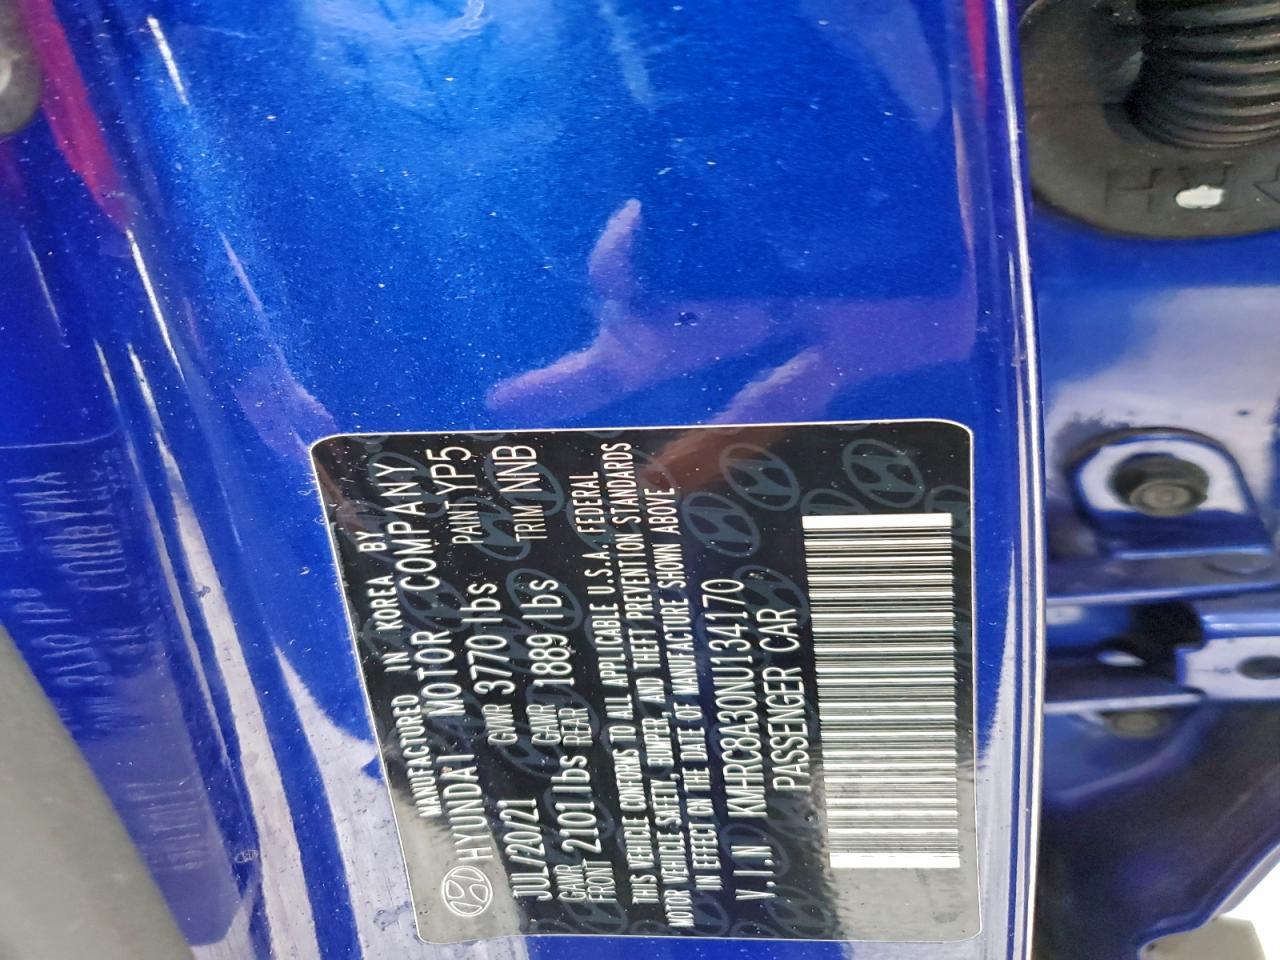 MANUFACTURED IN KOREA BY
HYUNDAI MOTOR COMPANY
JUL/20/21 GVWR 3770 lbs PAINT YP5
GAWR FRONT 2101 lbs GAWR REAR 1889 lbs TRIM NNB
THIS VEHICLE CONFORMS TO ALL APPLICABLE U.S.A. FEDERAL
MOTOR VEHICLE SAFETY, BUMPER, AND THEFT PREVENTION STANDARDS
IN EFFECT ON THE DATE OF MANUFACTURE SHOWN ABOVE
V.I.N KMHRC8A30NU134170
PASSENGER CAR